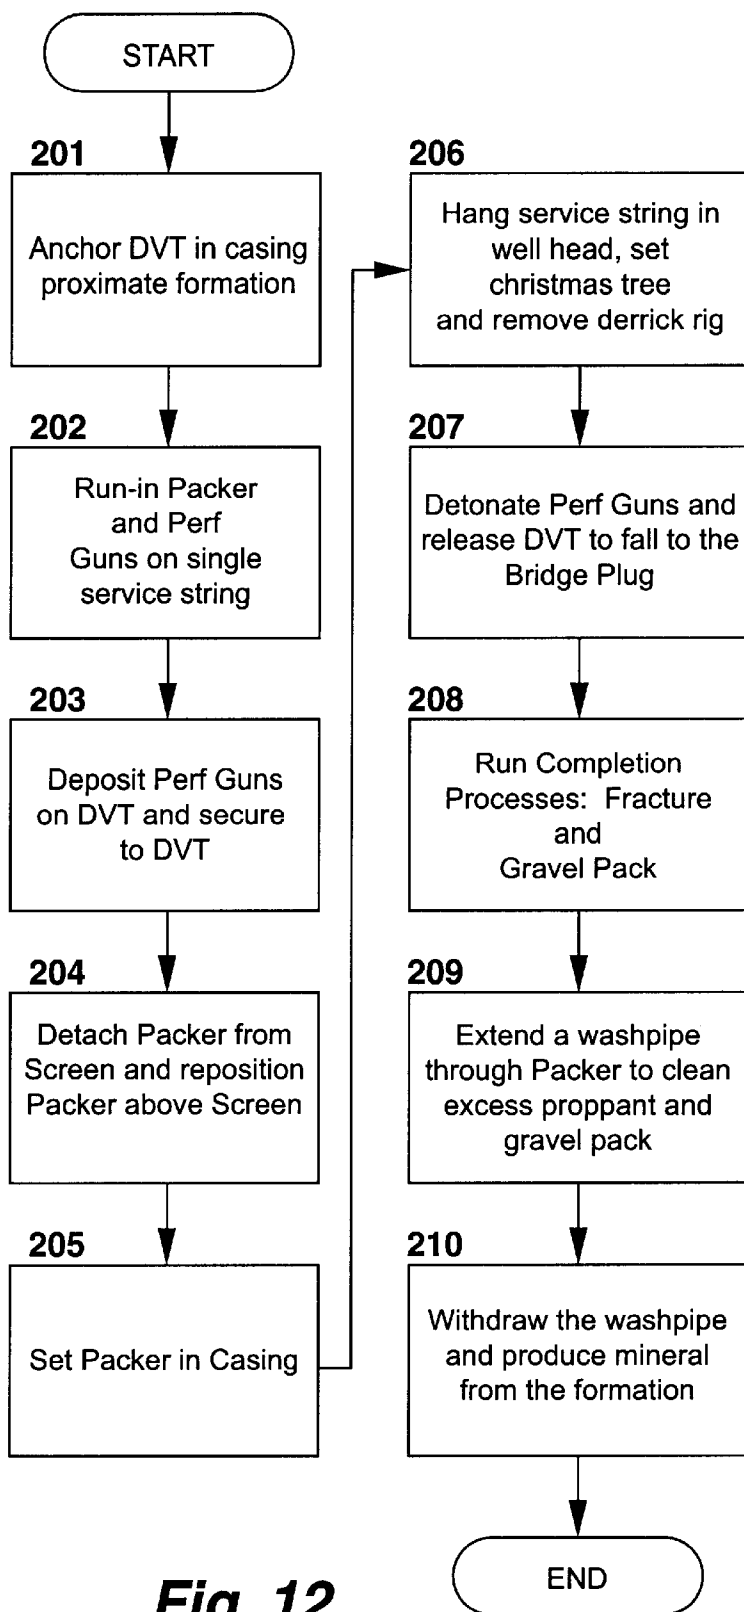 START
201
Anchor DVT in casing
proximate formation
202
Run-in Packer
and Perf
Guns on single
service string
203
Deposit Perf Guns
on DVT and secure
to DVT
204
Detach Packer from
Screen and reposition
Packer above Screen
205
Set Packer in Casing
206
Hang service string in
well head, set
christmas tree
and remove derrick rig
207
Detonate Perf Guns and
release DVT to fall to the
Bridge Plug
208
Run Completion
Processes: Fracture
and
Gravel Pack
209
Extend a washpipe
through Packer to clean
excess proppant and
gravel pack
210
Withdraw the washpipe
and produce mineral
from the formation
END
Fig. 12